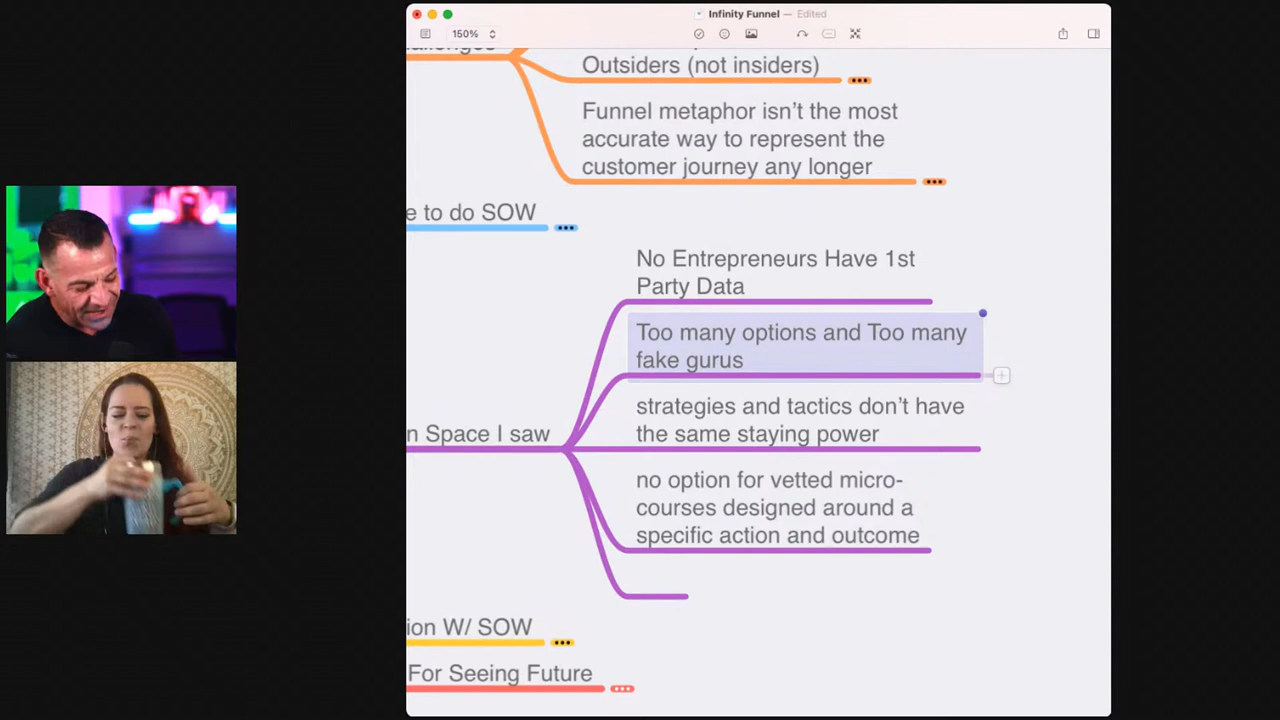 Infinity Funnel — Edited
150%
Outsiders (not insiders)
Funnel metaphor isn't the most
accurate way to represent the
customer journey any longer
e to do SOW
No Entrepreneurs Have 1st
Party Data
Too many options and Too many
fake gurus
strategies and tactics don't have
the same staying power
n Space I saw
no option for vetted micro-
courses designed around a
specific action and outcome
ion W/ SOW
For Seeing Future